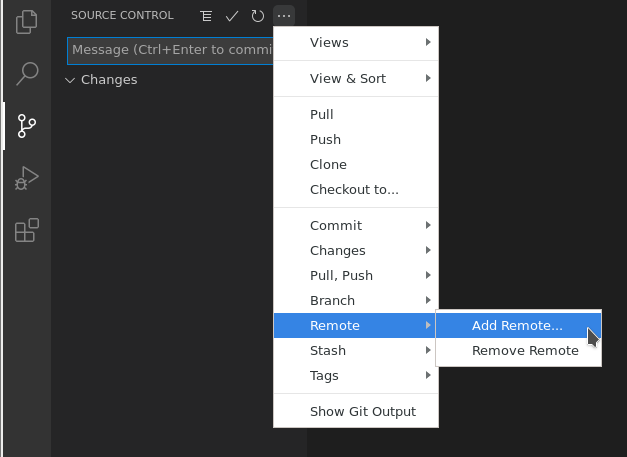 SOURCE CONTROL
Message (Ctrl+Enter to commi
Changes
Views
View & Sort
Pull
Push
Clone
Checkout to...
Commit
Changes
Pull, Push
Branch
Remote
Add Remote...
Remove Remote
Stash
Tags
Show Git Output